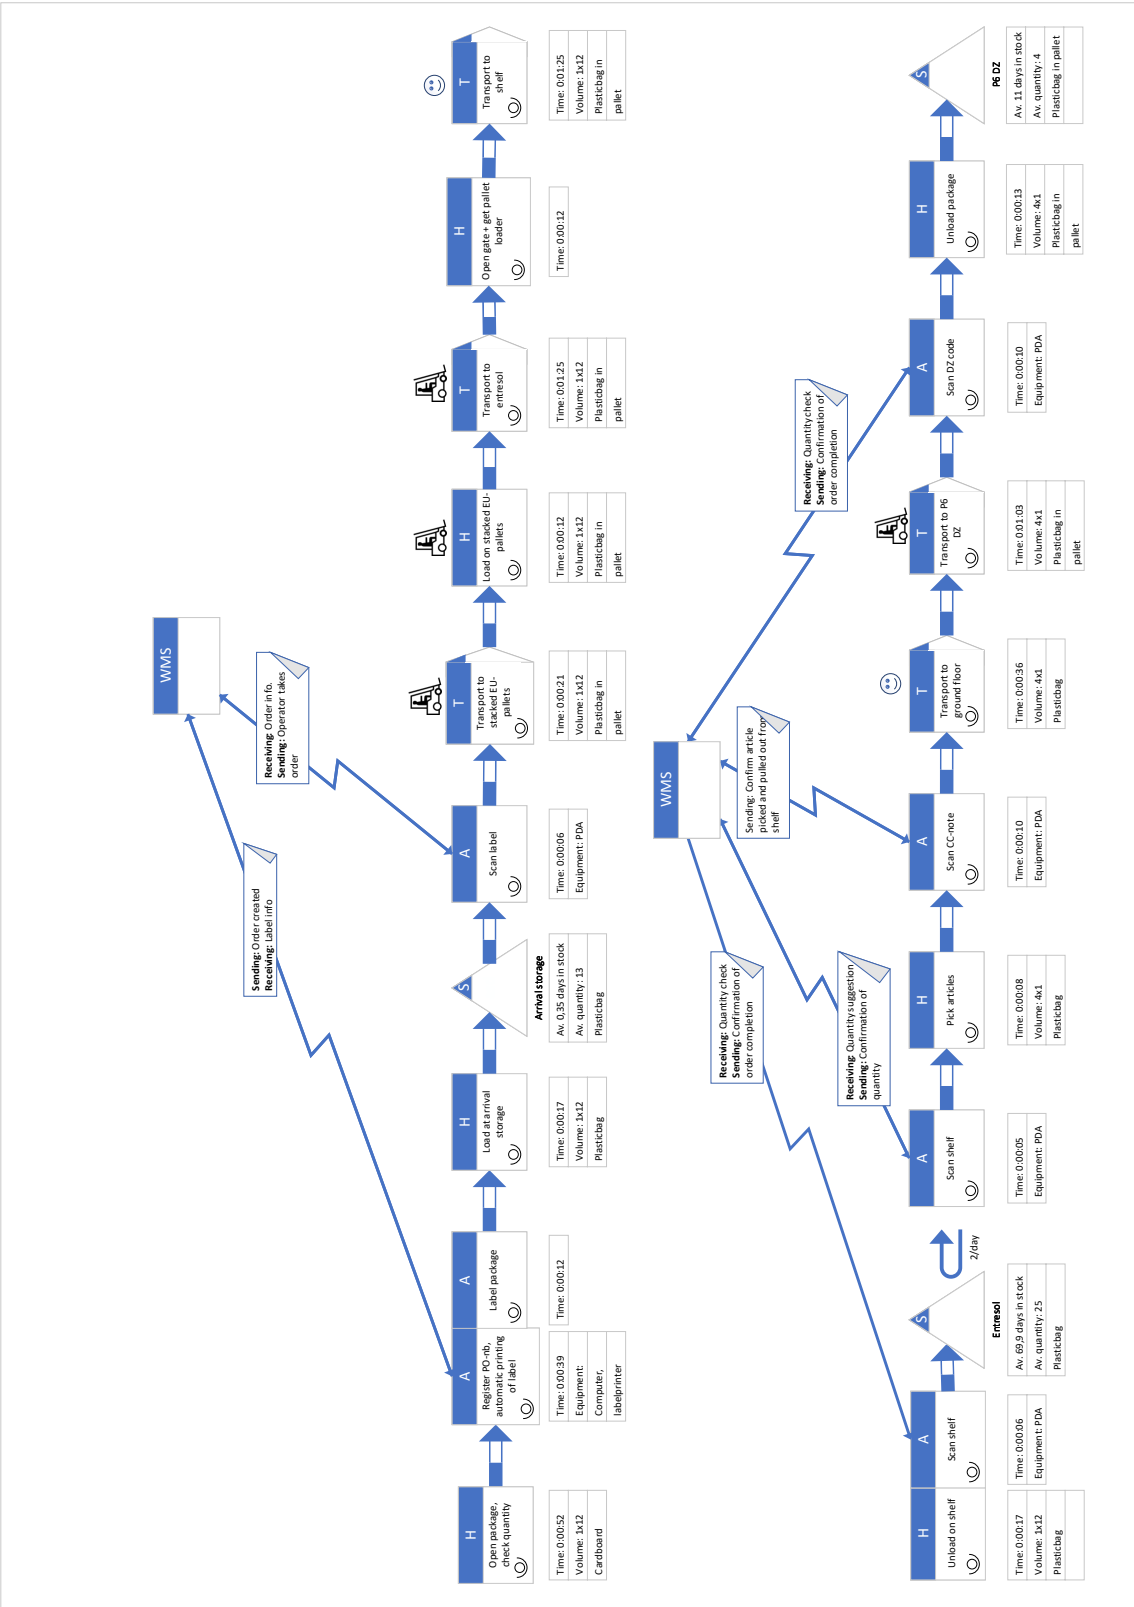 WMS
Sending: Order created
Receiving: Label info
Receiving: Order info.
Sending: Operator takes
order
H
Open package,
check quantity
Time: 0:00:52
Volume: 1x12
Cardboard
A
Register PO-nb,
automatic printing
of label
Time: 0:00:39
Equipment:
Computer,
labelprinter
A
Label package
Time: 0:00:12
H
Load at arrival
storage
Time: 0:00:17
Volume: 1x12
Plasticbag
S
Arrival storage
Av. 0,35 days in stock
Av. quantity: 13
Plasticbag
A
Scan label
Time: 0:00:06
Equipment: PDA
T
Transport to
stacked EU-
pallets
Time: 0:00:21
Volume: 1x12
Plasticbag in
pallet
H
Load on stacked EU-
pallets
Time: 0:00:12
Volume: 1x12
Plasticbag in
pallet
T
Transport to
entresol
Time: 0:01:25
Volume: 1x12
Plasticbag in
pallet
H
Open gate + get pallet
loader
Time: 0:00:12
T
Transport to
shelf
Time: 0:01:25
Volume: 1x12
Plasticbag in
pallet
WMS
Receiving: Quantity check
Sending: Confirmation of
order completion
Receiving: Quantity suggestion
Sending: Confirmation of
quantity
Sending: Confirm article
picked and pulled out from
shelf
Receiving: Quantity check
Sending: Confirmation of
order completion
H
Unload on shelf
Time: 0:00:17
Volume: 1x12
Plasticbag
A
Scan shelf
Time: 0:00:06
Equipment: PDA
S
Entresol
Av. 69,9 days in stock
Av. quantity: 25
Plasticbag
2/day
A
Scan shelf
Time: 0:00:05
Equipment: PDA
H
Pick articles
Time: 0:00:08
Volume: 4x1
Plasticbag
A
Scan CC-note
Time: 0:00:10
Equipment: PDA
T
Transport to
ground floor
Time: 0:00:36
Volume: 4x1
Plasticbag
T
Transport to P6
DZ
Time: 0:01:03
Volume: 4x1
Plasticbag in
pallet
A
Scan DZ code
Time: 0:00:10
Equipment: PDA
H
Unload package
Time: 0:00:13
Volume: 4x1
Plasticbag in
pallet
S
P6 DZ
Av. 11 days in stock
Av. quantity: 4
Plasticbag in pallet